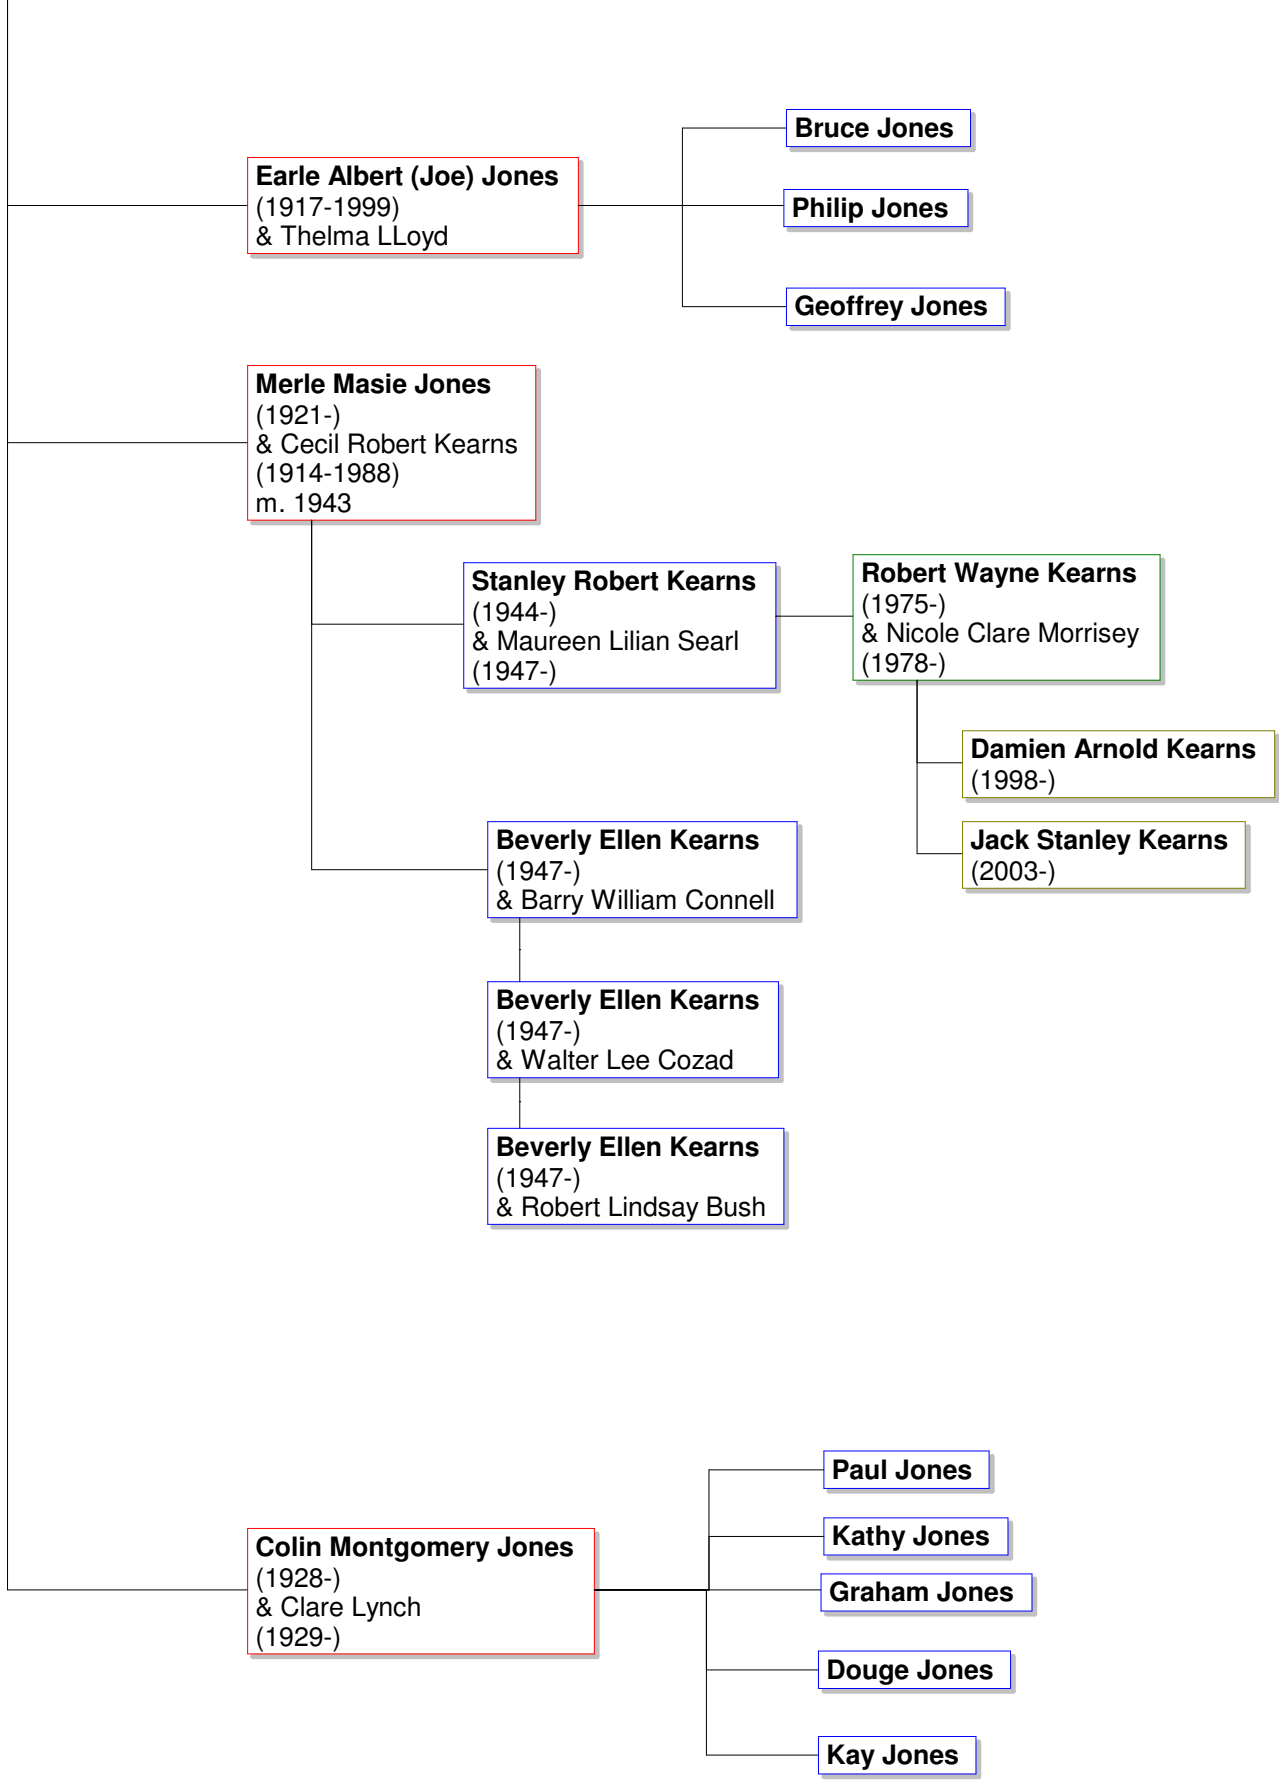 Bruce Jones
Earle Albert (Joe) Jones
(1917-1999)
& Thelma LLoyd
Philip Jones
Geoffrey Jones
Merle Masie Jones
(1921-)
& Cecil Robert Kearns
(1914-1988)
m. 1943
Stanley Robert Kearns
(1944-)
& Maureen Lilian Searl
(1947-)
Robert Wayne Kearns
(1975-)
& Nicole Clare Morrisey
(1978-)
Damien Arnold Kearns
(1998-)
Jack Stanley Kearns
(2003-)
Beverly Ellen Kearns
(1947-)
& Barry William Connell
Beverly Ellen Kearns
(1947-)
& Walter Lee Cozad
Beverly Ellen Kearns
(1947-)
& Robert Lindsay Bush
Colin Montgomery Jones
(1928-)
& Clare Lynch
(1929-)
Paul Jones
Kathy Jones
Graham Jones
Douge Jones
Kay Jones